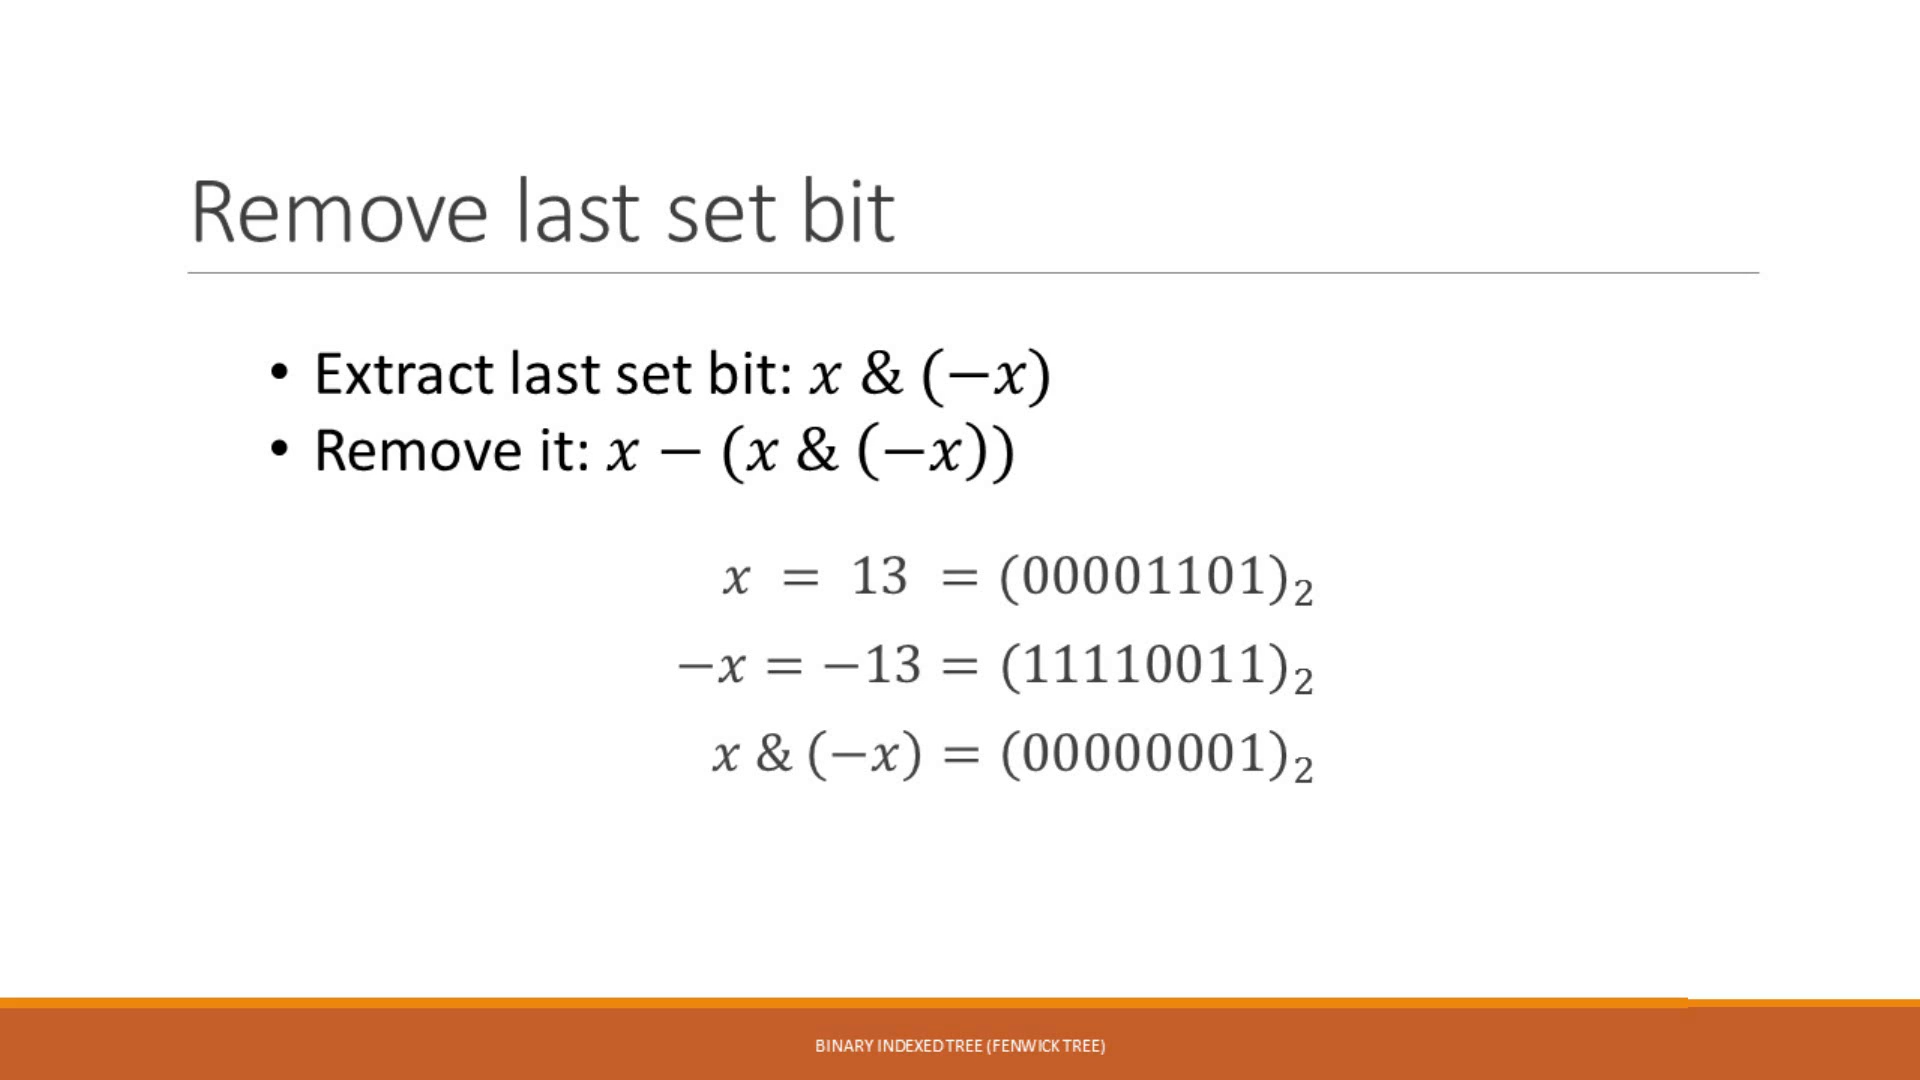 Remove last set bit
• Extract last set bit: x & (−x)
• Remove it: x − (x & (−x))
x = 13 = (00001101)₂
−x = −13 = (11110011)₂
x & (−x) = (00000001)₂
BINARY INDEXED TREE (FENWICK TREE)